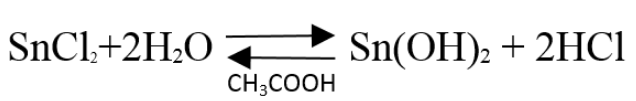 SnCl₂+2H₂O ⇌ Sn(OH)₂ + 2HCl
CH₃COOH